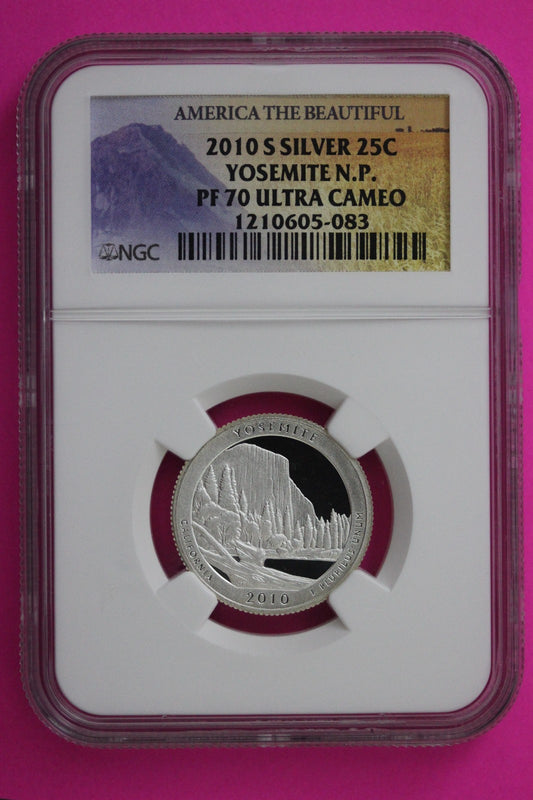 AMERICA THE BEAUTIFUL
2010 S SILVER 25C
YOSEMITE N.P.
PF 70 ULTRA CAMEO
1210605-083
NGC
YOSEMITE
CALIFORNIA
2010
E PLURIBUS UNUM